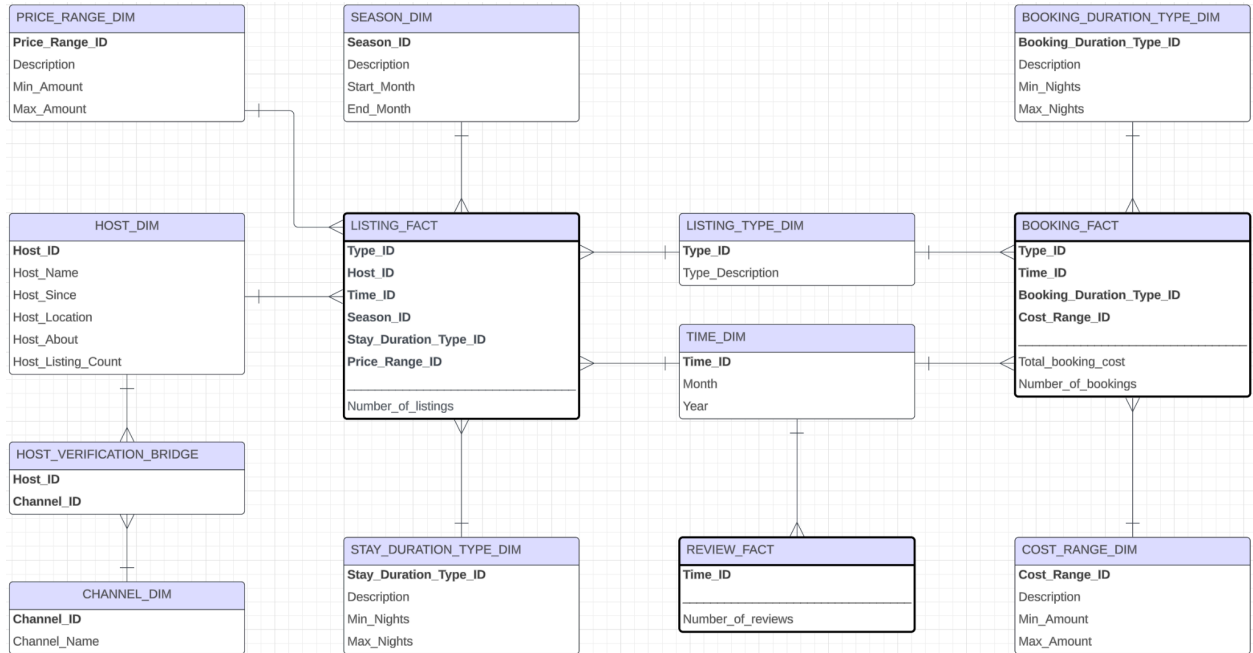 PRICE_RANGE_DIM
Price_Range_ID
Description
Min_Amount
Max_Amount
SEASON_DIM
Season_ID
Description
Start_Month
End_Month
BOOKING_DURATION_TYPE_DIM
Booking_Duration_Type_ID
Description
Min_Nights
Max_Nights
HOST_DIM
Host_ID
Host_Name
Host_Since
Host_Location
Host_About
Host_Listing_Count
LISTING_FACT
Type_ID
Host_ID
Time_ID
Season_ID
Stay_Duration_Type_ID
Price_Range_ID
Number_of_listings
LISTING_TYPE_DIM
Type_ID
Type_Description
TIME_DIM
Time_ID
Month
Year
BOOKING_FACT
Type_ID
Time_ID
Booking_Duration_Type_ID
Cost_Range_ID
Total_booking_cost
Number_of_bookings
HOST_VERIFICATION_BRIDGE
Host_ID
Channel_ID
CHANNEL_DIM
Channel_ID
Channel_Name
STAY_DURATION_TYPE_DIM
Stay_Duration_Type_ID
Description
Min_Nights
Max_Nights
REVIEW_FACT
Time_ID
Number_of_reviews
COST_RANGE_DIM
Cost_Range_ID
Description
Min_Amount
Max_Amount